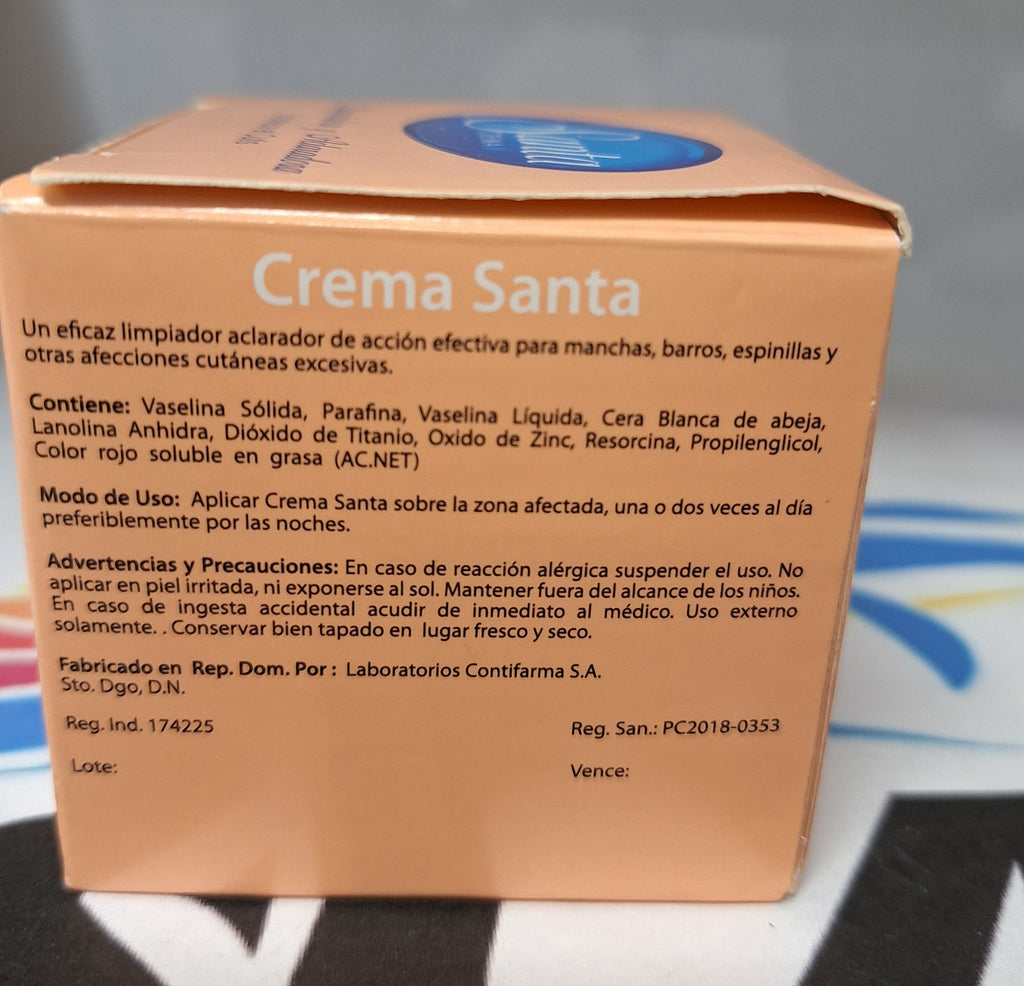 Santa
Crema Santa
Un eficaz limpiador aclarador de acción efectiva para manchas, barros, espinillas y
otras afecciones cutáneas excesivas.
Contiene: Vaselina Sólida, Parafina, Vaselina Líquida, Cera Blanca de abeja,
Lanolina Anhidra, Dióxido de Titanio, Oxido de Zinc, Resorcina, Propilenglicol,
Color rojo soluble en grasa (AC.NET)
Modo de Uso: Aplicar Crema Santa sobre la zona afectada, una o dos veces al día
preferiblemente por las noches.
Advertencias y Precauciones: En caso de reacción alérgica suspender el uso. No
aplicar en piel irritada, ni exponerse al sol. Mantener fuera del alcance de los niños.
En caso de ingesta accidental acudir de inmediato al médico. Uso externo
solamente. . Conservar bien tapado en lugar fresco y seco.
Fabricado en Rep. Dom. Por : Laboratorios Contifarma S.A.
Sto. Dgo, D.N.
Reg. Ind. 174225 Reg. San.: PC2018-0353
Lote: Vence: